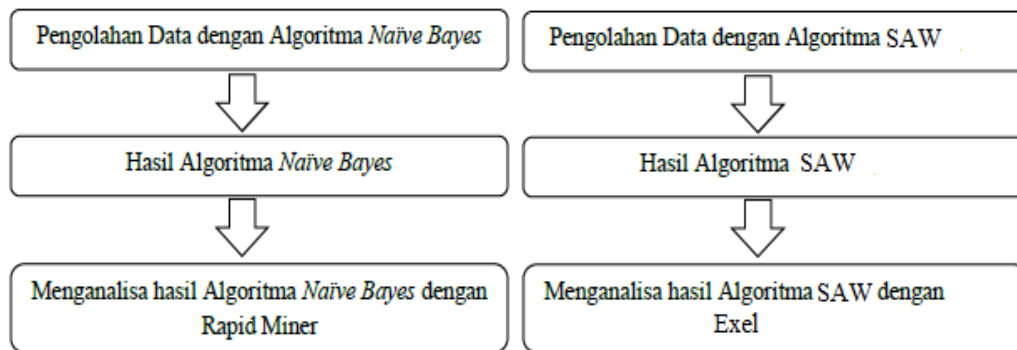 Pengolahan Data dengan Algoritma Naïve Bayes
Hasil Algoritma Naïve Bayes
Menganalisa hasil Algoritma Naïve Bayes dengan
Rapid Miner
Pengolahan Data dengan Algoritma SAW
Hasil Algoritma SAW
Menganalisa hasil Algoritma SAW dengan
Exel